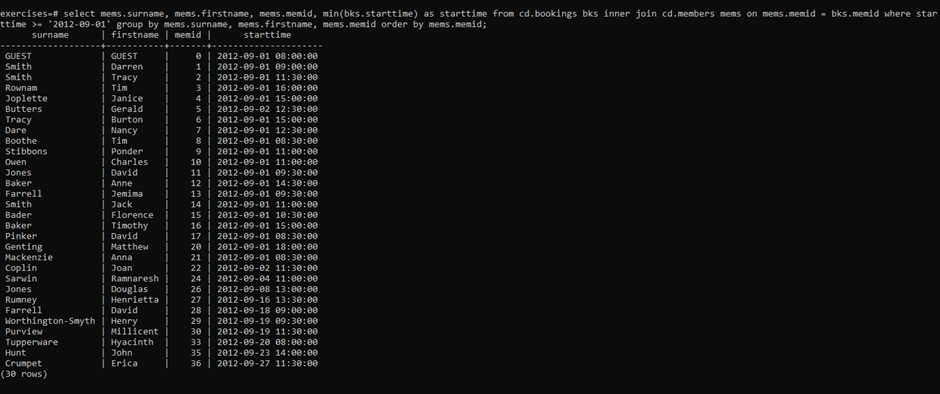 exercises=# select mems.surname, mems.firstname, mems.memid, min(bks.starttime) as starttime from cd.bookings bks inner join cd.members mems on mems.memid = bks.memid where star
ttime >= '2012-09-01' group by mems.surname, mems.firstname, mems.memid order by mems.memid;
      surname      | firstname | memid |      starttime
-------------------+-----------+-------+---------------------
 GUEST             | GUEST     |     0 | 2012-09-01 08:00:00
 Smith             | Darren    |     1 | 2012-09-01 09:00:00
 Smith             | Tracy     |     2 | 2012-09-01 11:30:00
 Rownam            | Tim       |     3 | 2012-09-01 16:00:00
 Joplette          | Janice    |     4 | 2012-09-01 15:00:00
 Butters           | Gerald    |     5 | 2012-09-02 12:30:00
 Tracy             | Burton    |     6 | 2012-09-01 15:00:00
 Dare              | Nancy     |     7 | 2012-09-01 12:30:00
 Boothe            | Tim       |     8 | 2012-09-01 08:30:00
 Stibbons          | Ponder    |     9 | 2012-09-01 11:00:00
 Owen              | Charles   |    10 | 2012-09-01 11:00:00
 Jones             | David     |    11 | 2012-09-01 09:30:00
 Baker             | Anne      |    12 | 2012-09-01 14:30:00
 Farrell           | Jemima    |    13 | 2012-09-01 09:30:00
 Smith             | Jack      |    14 | 2012-09-01 11:00:00
 Bader             | Florence  |    15 | 2012-09-01 10:30:00
 Baker             | Timothy   |    16 | 2012-09-01 15:00:00
 Pinker            | David     |    17 | 2012-09-01 08:30:00
 Genting           | Matthew   |    20 | 2012-09-01 18:00:00
 Mackenzie         | Anna      |    21 | 2012-09-01 08:30:00
 Coplin            | Joan      |    22 | 2012-09-02 11:30:00
 Sarwin            | Ramnaresh |    24 | 2012-09-04 11:00:00
 Jones             | Douglas   |    26 | 2012-09-08 13:00:00
 Rumney            | Henrietta |    27 | 2012-09-16 13:30:00
 Farrell           | David     |    28 | 2012-09-18 09:00:00
 Worthington-Smyth | Henry     |    29 | 2012-09-19 09:30:00
 Purview           | Millicent |    30 | 2012-09-19 11:30:00
 Tupperware        | Hyacinth  |    33 | 2012-09-20 08:00:00
 Hunt              | John      |    35 | 2012-09-23 14:00:00
 Crumpet           | Erica     |    36 | 2012-09-27 11:30:00
(30 rows)